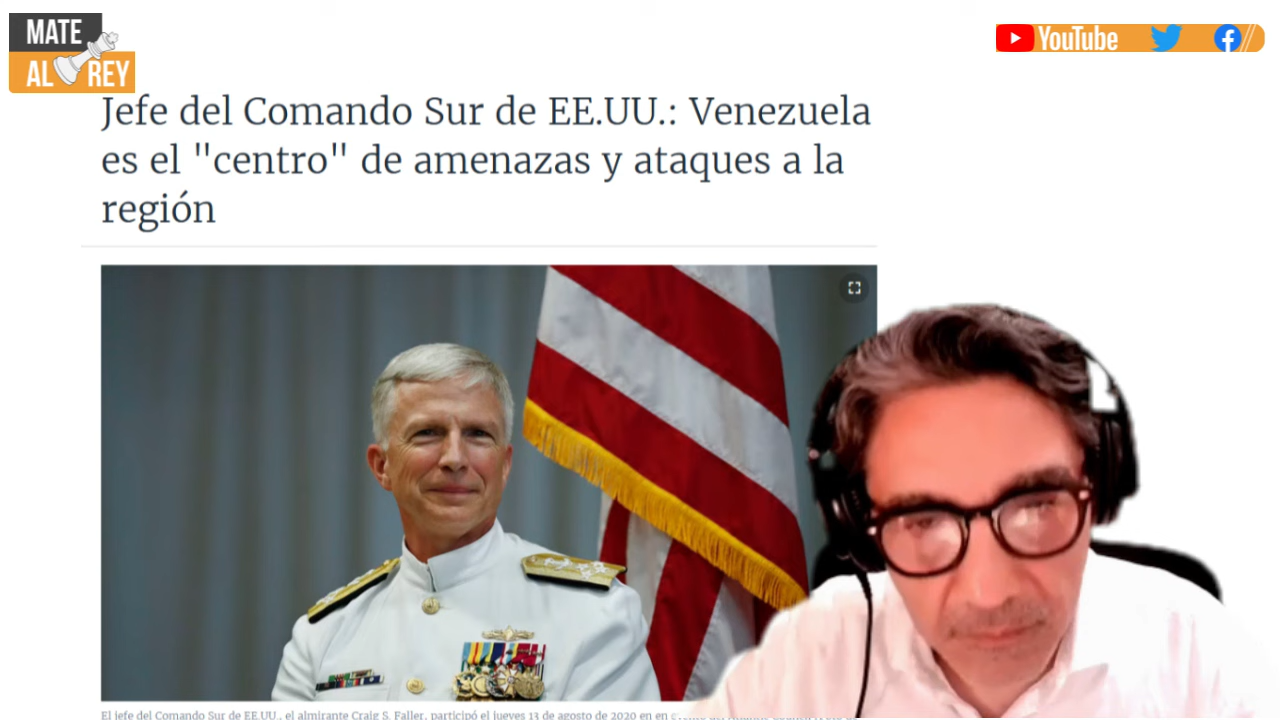 MATE
AL REY
YouTube
Jefe del Comando Sur de EE.UU.: Venezuela
es el "centro" de amenazas y ataques a la
región
El jefe del Comando Sur de EE.UU., el almirante Craig S. Faller, participó el jueves 13 de agosto de 2020 en en